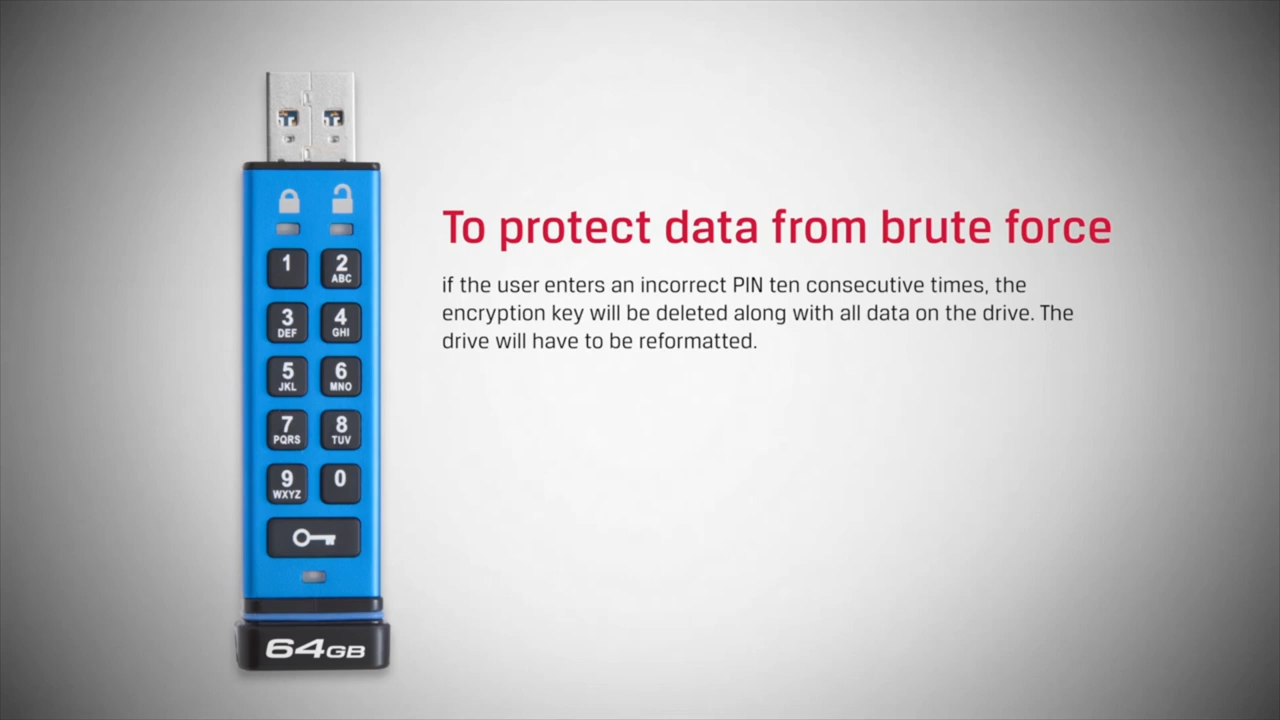 To protect data from brute force
if the user enters an incorrect PIN ten consecutive times, the
encryption key will be deleted along with all data on the drive. The
drive will have to be reformatted.
1 2
ABC
3 4
DEF GHI
5 6
JKL MNO
7 8
PQRS TUV
9 0
WXYZ
64GB